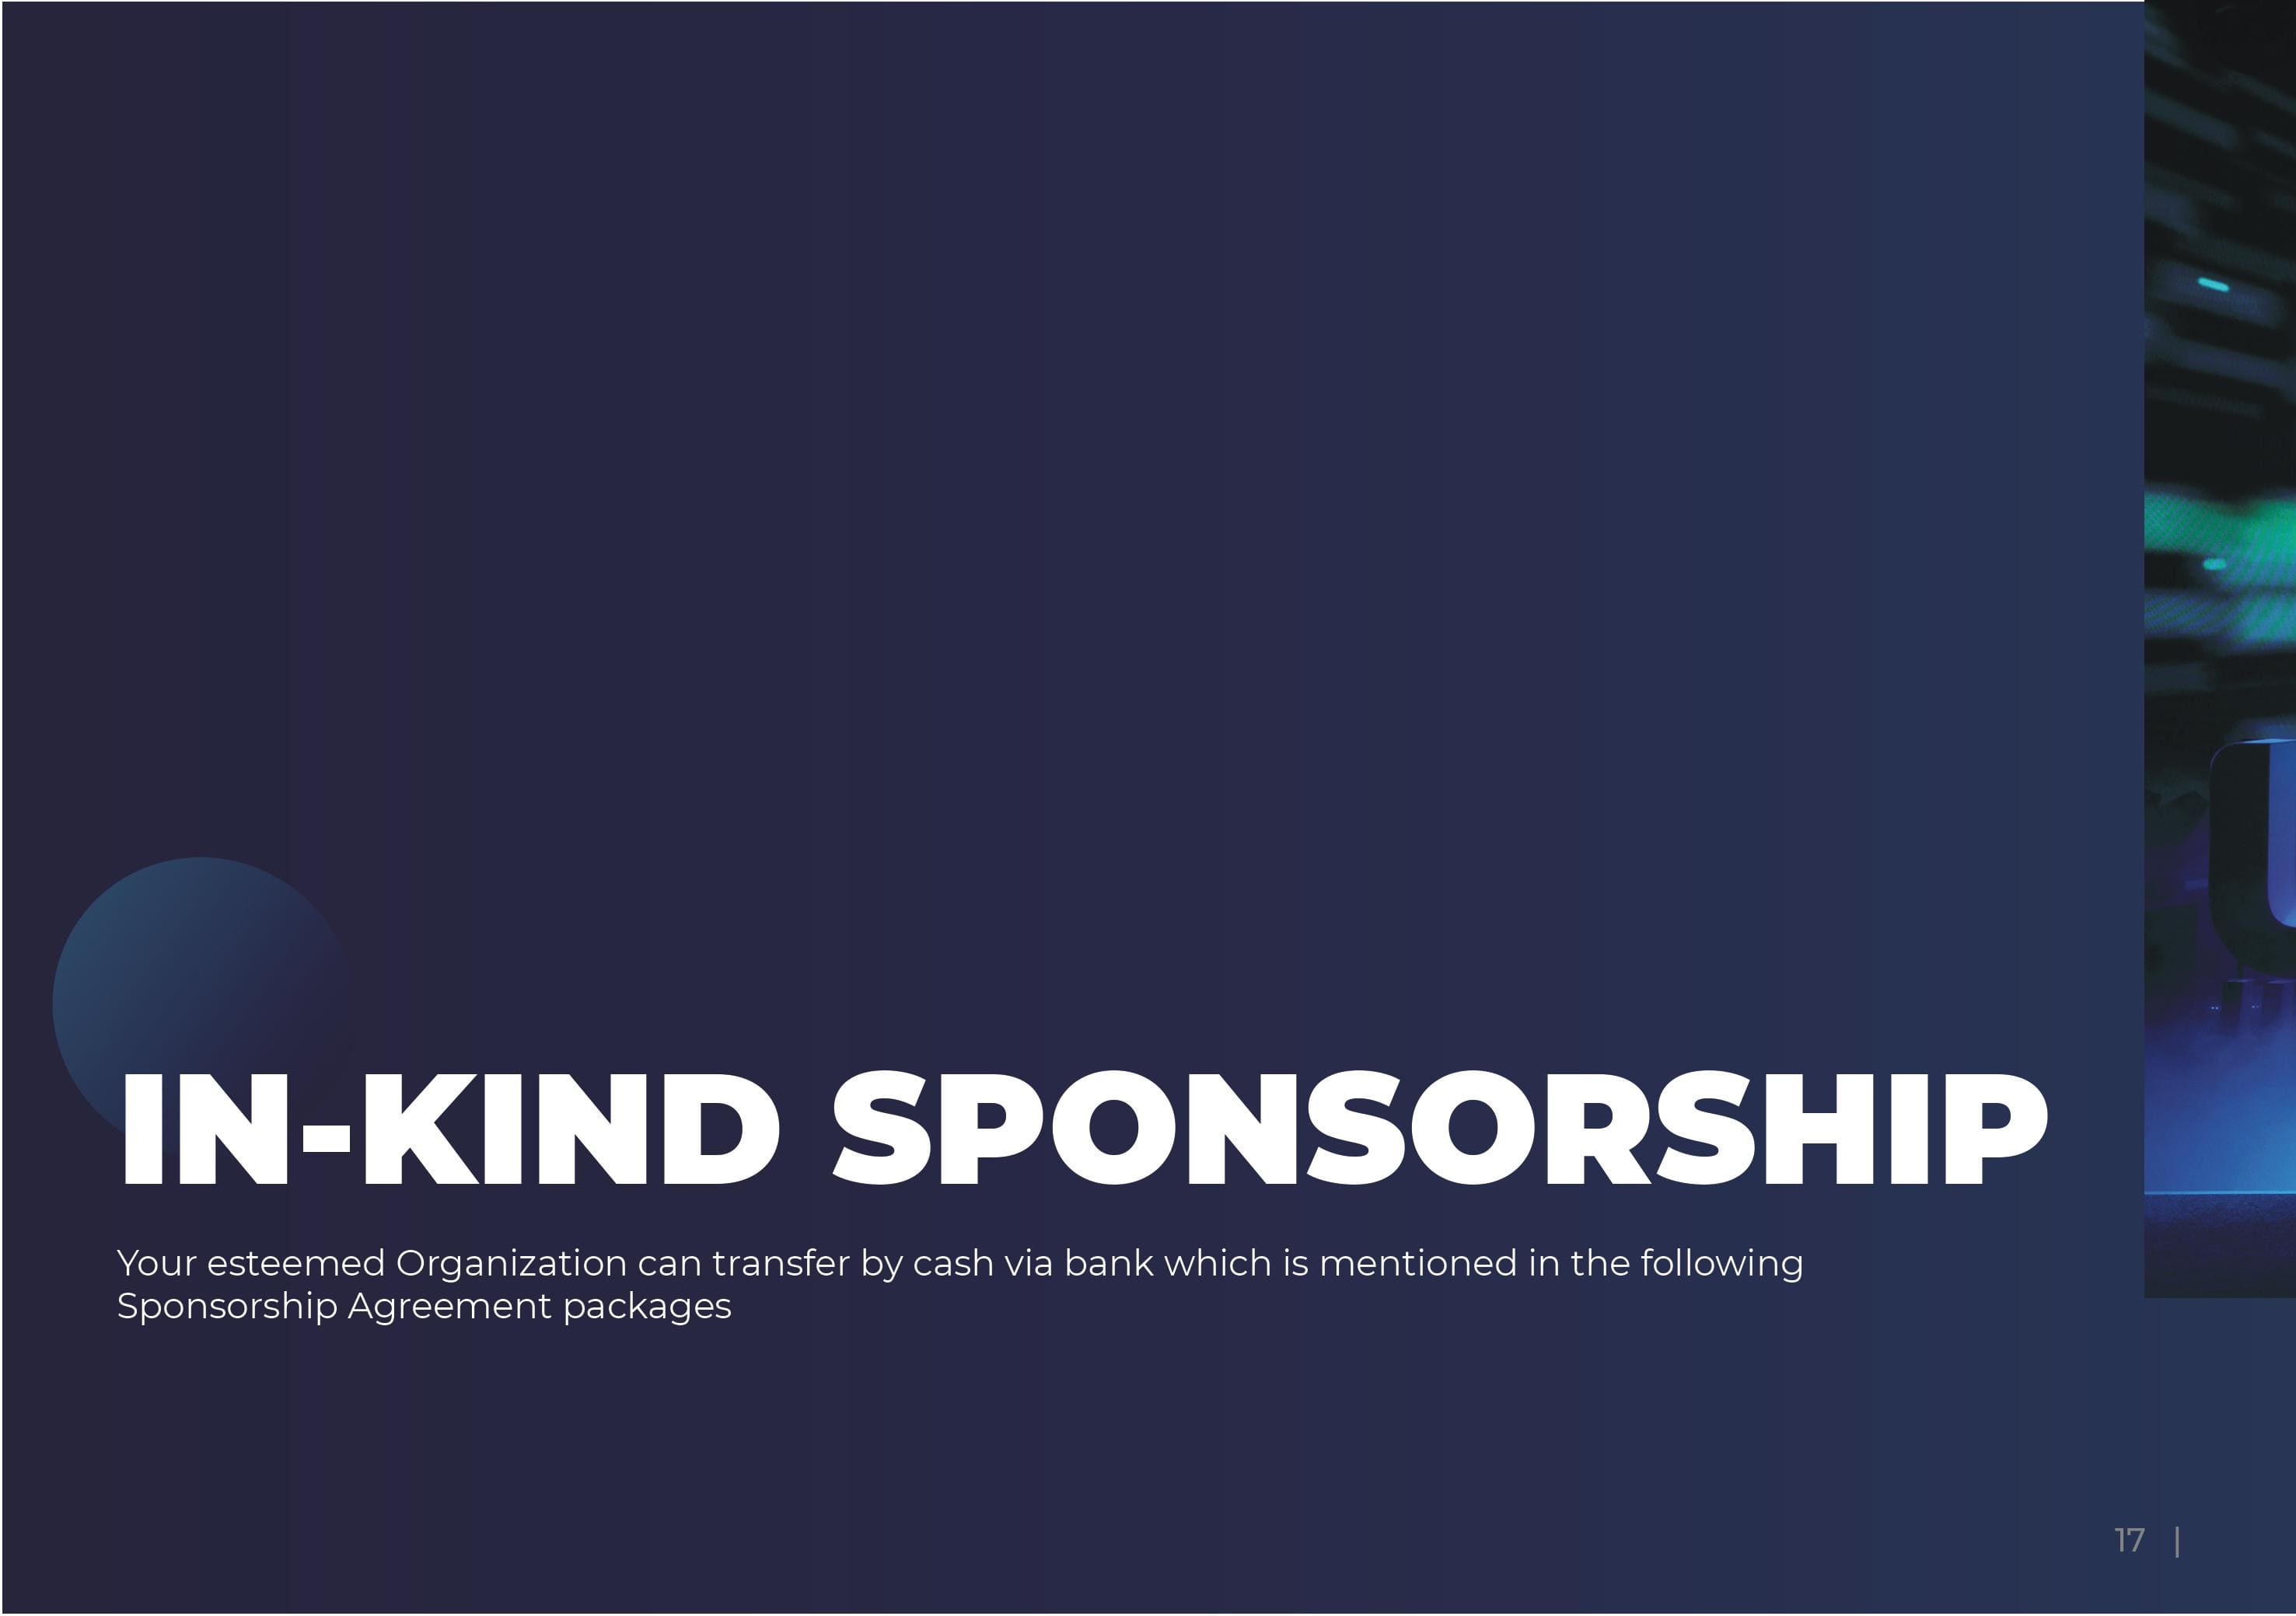 IN-KIND SPONSORSHIP
Your esteemed Organization can transfer by cash via bank which is mentioned in the following
Sponsorship Agreement packages
17 |